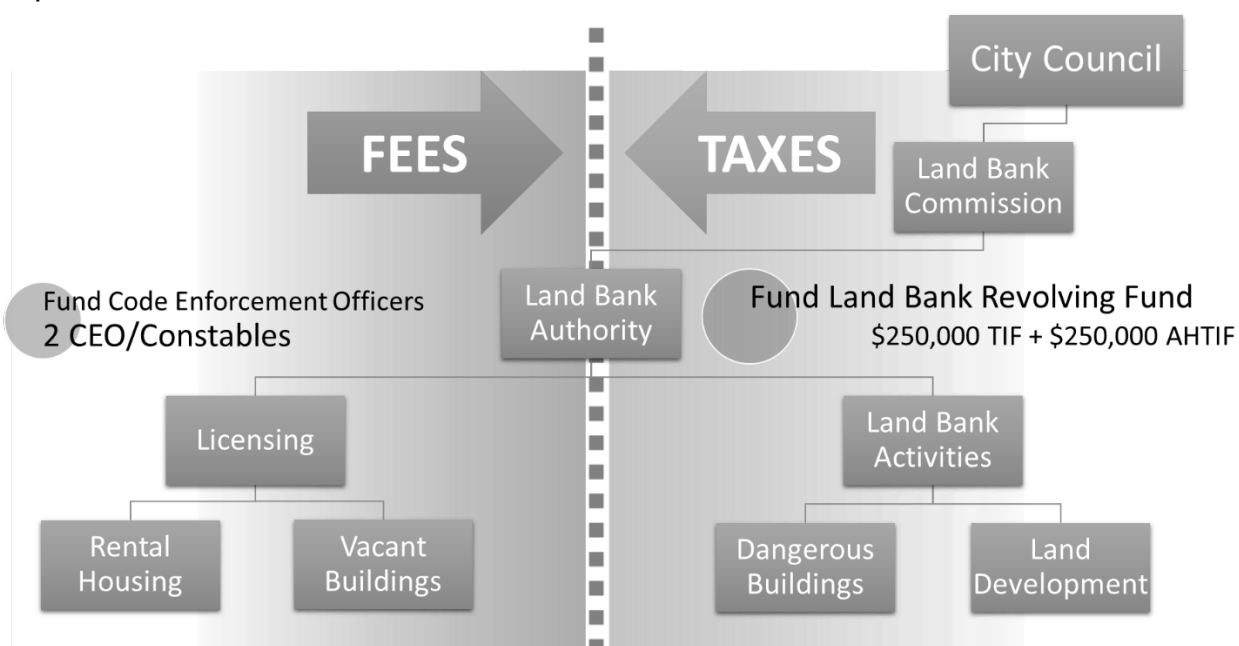 City Council
FEES
TAXES
Land Bank
Commission
Fund Code Enforcement Officers
2 CEO/Constables
Land Bank
Authority
Fund Land Bank Revolving Fund
$250,000 TIF + $250,000 AHTIF
Licensing
Land Bank
Activities
Rental
Housing
Vacant
Buildings
Dangerous
Buildings
Land
Development